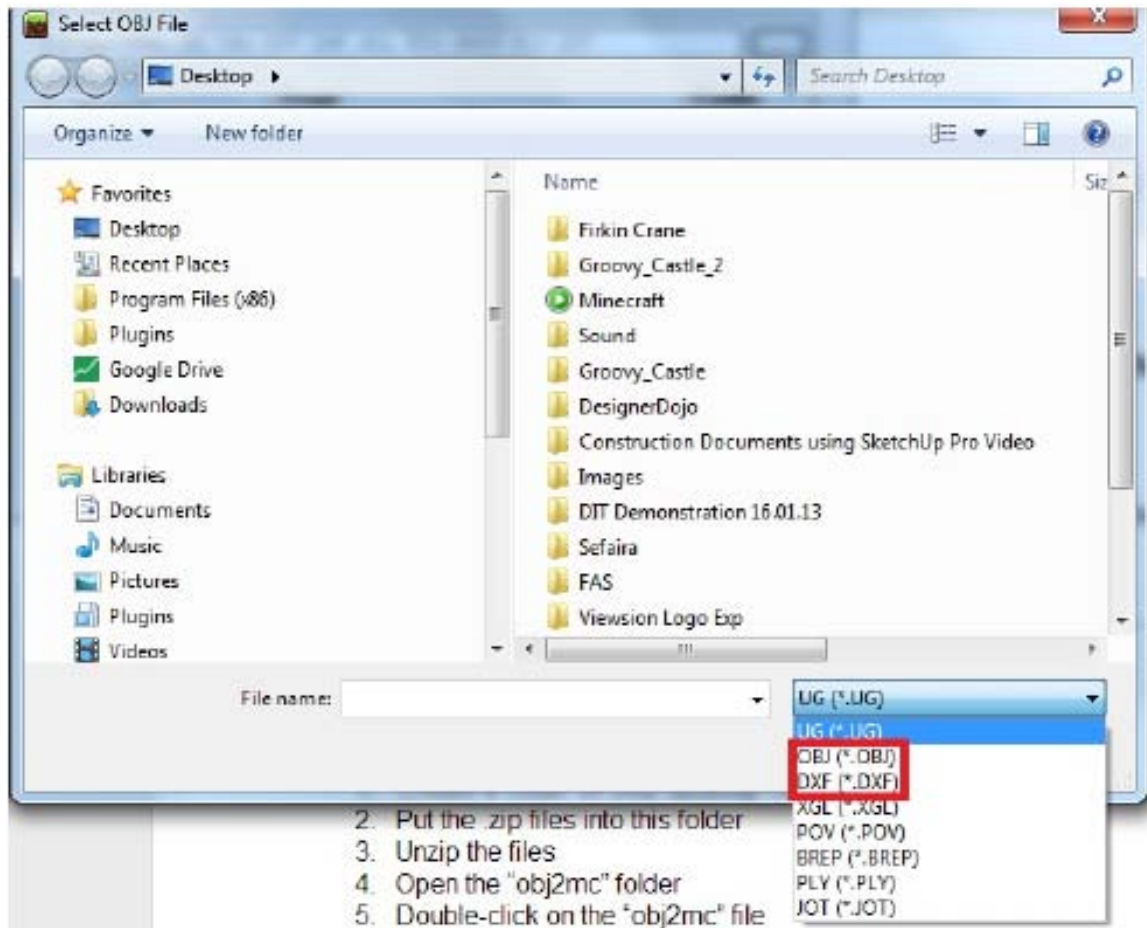 Select OBJ File
x
Desktop
Search Desktop
Organize
New folder
Favorites
Desktop
Recent Places
Program Files (x86)
Plugins
Google Drive
Downloads
Libraries
Documents
Music
Pictures
Plugins
Videos
Name
Siz
Firkin Crane
Groovy_Castle_2
Minecraft
Sound
Groovy_Castle
DesignerDojo
Construction Documents using SketchUp Pro Video
Images
DIT Demonstration 16.01.13
Sefaira
FAS
Viewsion Logo Exp
File name:
UG (*.UG)
UG (*.UG)
OBJ (*.OBJ)
DXF (*.DXF)
XGL (*.XGL)
POV (*.POV)
BREP (*.BREP)
PLY (*.PLY)
JOT (*.JOT)
2. Put the .zip files into this folder
3. Unzip the files
4. Open the "obj2mc" folder
5. Double-click on the "obj2mc" file